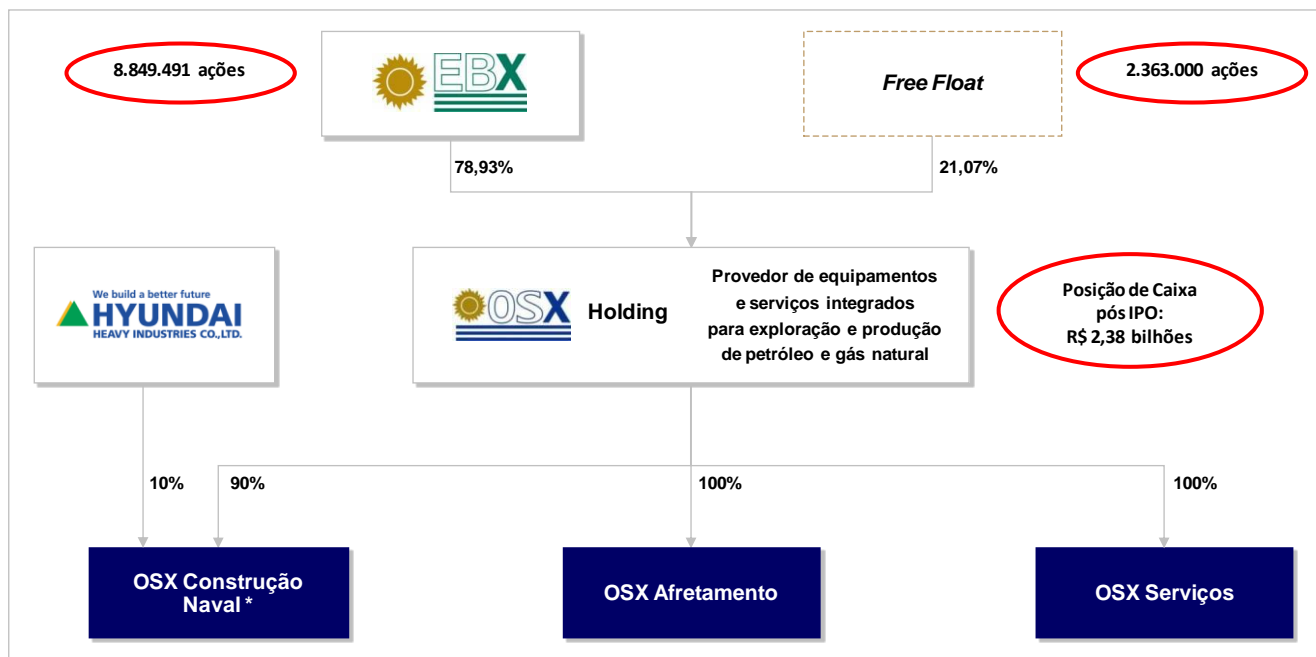 8.849.491 ações
EBX
Free Float
2.363.000 ações
78,93%
21,07%
We build a better future
HYUNDAI
HEAVY INDUSTRIES CO.,LTD.
OSX
Holding
Provedor de equipamentos
e serviços integrados
para exploração e produção
de petróleo e gás natural
Posição de Caixa
pós IPO:
R$ 2,38 bilhões
10%
90%
100%
100%
OSX Construção
Naval *
OSX Afretamento
OSX Serviços